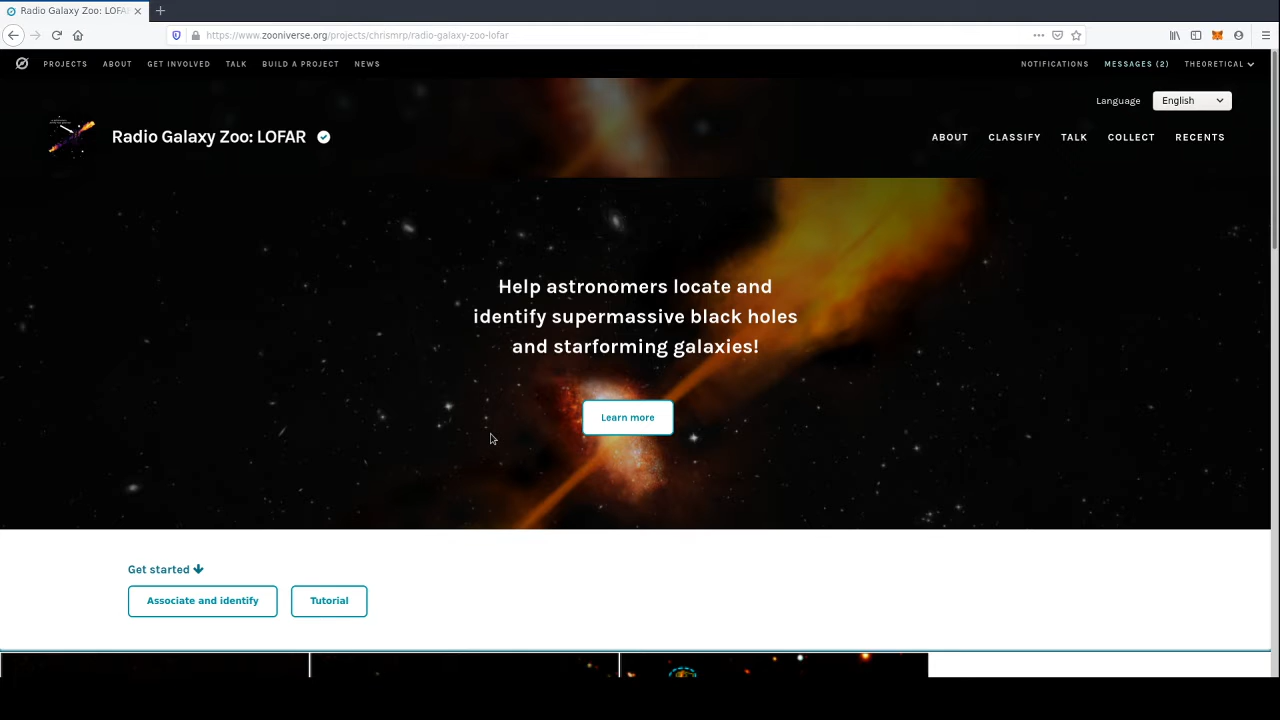 Radio Galaxy Zoo: LOFA
https://www.zooniverse.org/projects/chrismrp/radio-galaxy-zoo-lofar
PROJECTS ABOUT GET INVOLVED TALK BUILD A PROJECT NEWS NOTIFICATIONS MESSAGES (2) THEORETICAL
Language English
Radio Galaxy Zoo: LOFAR ABOUT CLASSIFY TALK COLLECT RECENTS
Help astronomers locate and
identify supermassive black holes
and starforming galaxies!
Learn more
Get started
Associate and identify Tutorial